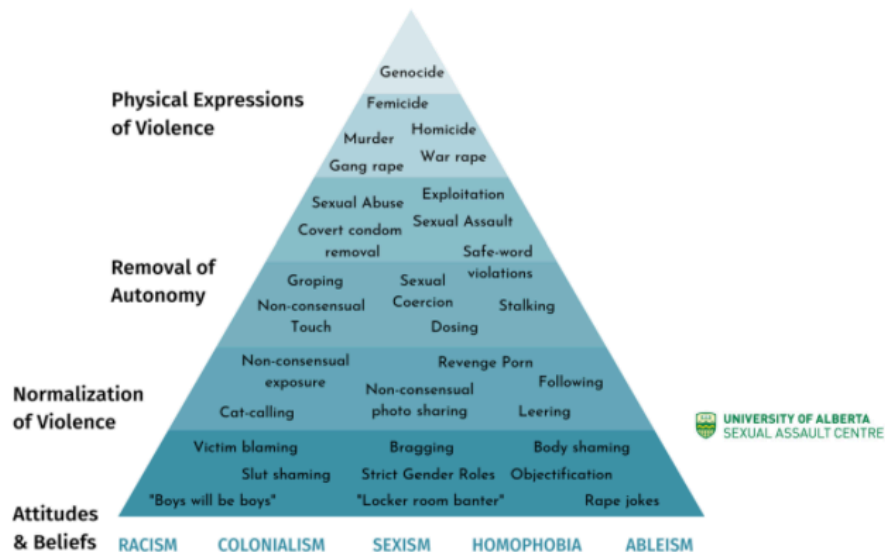 Genocide
Physical Expressions
of Violence
Femicide
Homicide
Murder
War rape
Gang rape
Exploitation
Sexual Abuse
Sexual Assault
Covert condom
removal
Safe-word
violations
Removal of
Autonomy
Groping
Sexual
Coercion
Stalking
Non-consensual
Touch
Dosing
Normalization
of Violence
Non-consensual
exposure
Revenge Porn
Following
Non-consensual
photo sharing
Cat-calling
Leering
UNIVERSITY OF ALBERTA
SEXUAL ASSAULT CENTRE
Victim blaming
Bragging
Body shaming
Slut shaming
Strict Gender Roles
Objectification
"Boys will be boys"
"Locker room banter"
Rape jokes
Attitudes
& Beliefs
RACISM COLONIALISM SEXISM HOMOPHOBIA ABLEISM